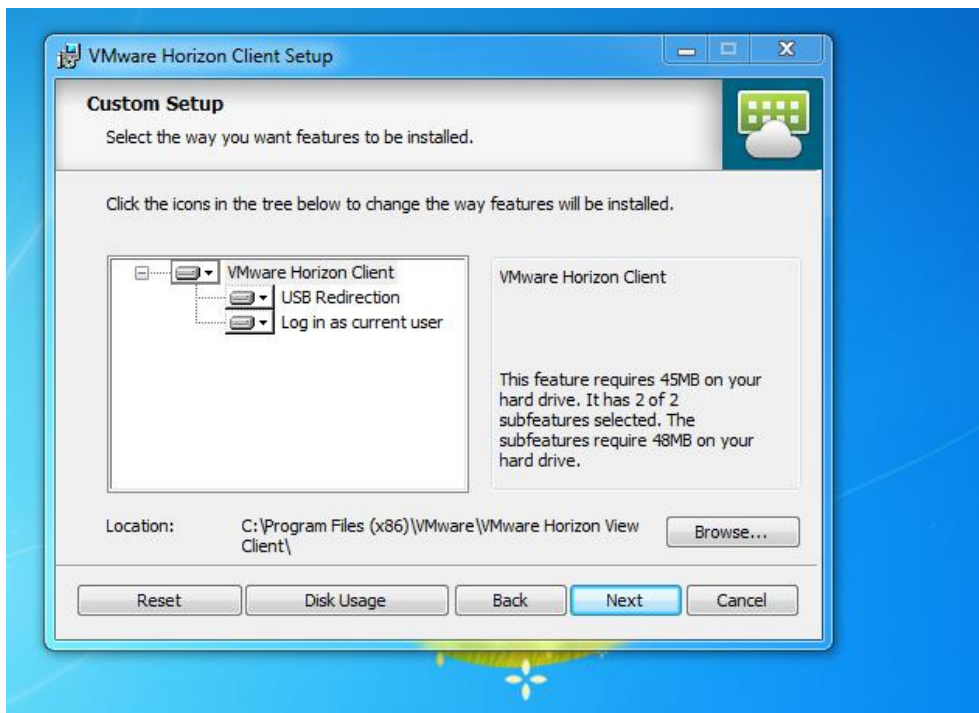 VMware Horizon Client Setup
Custom Setup
Select the way you want features to be installed.
Click the icons in the tree below to change the way features will be installed.
VMware Horizon Client
USB Redirection
Log in as current user
VMware Horizon Client
This feature requires 45MB on your
hard drive. It has 2 of 2
subfeatures selected. The
subfeatures require 48MB on your
hard drive.
Location:
C:\Program Files (x86)\VMware\VMware Horizon View
Client\
Browse...
Reset
Disk Usage
Back
Next
Cancel